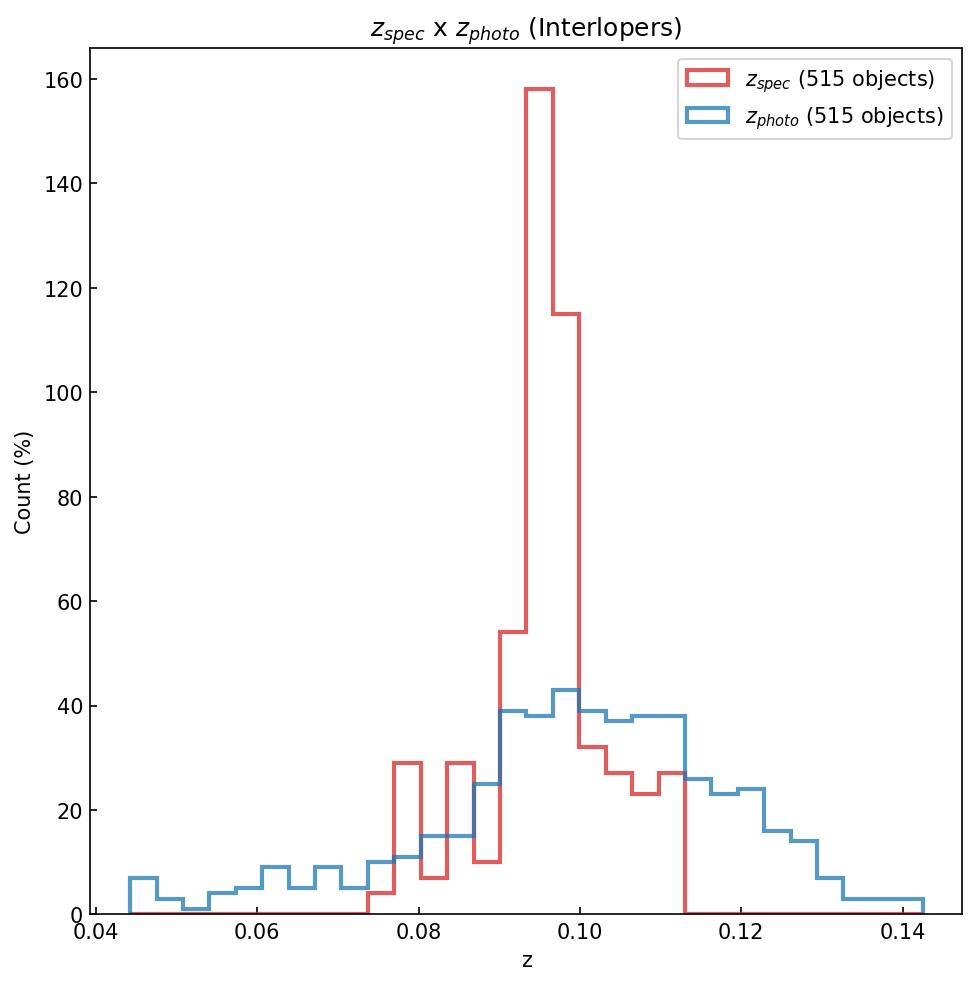 z_spec x z_photo (Interlopers)
z_spec (515 objects)
z_photo (515 objects)
Count (%)
160
140
120
100
80
60
40
20
0
0.04 0.06 0.08 0.10 0.12 0.14
z